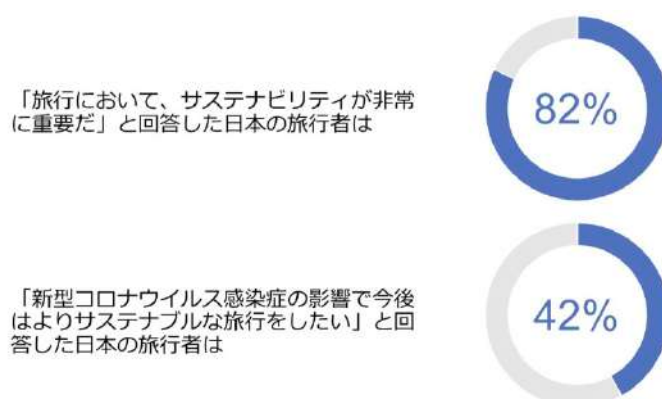 「旅行において、サステナビリティが非常
に重要だ」と回答した日本の旅行者は
82%
「新型コロナウイルス感染症の影響で今後
はよりサステナブルな旅行をしたい」と回
答した日本の旅行者は
42%